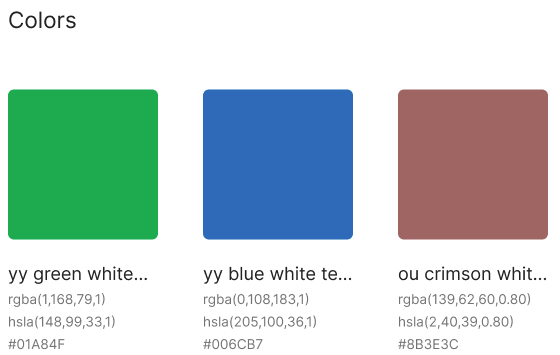 Colors
yy green white... yy blue white te... ou crimson whit...
rgba(1,168,79,1) rgba(0,108,183,1) rgba(139,62,60,0.80)
hsla(148,99,33,1) hsla(205,100,36,1) hsla(2,40,39,0.80)
#01A84F #006CB7 #8B3E3C